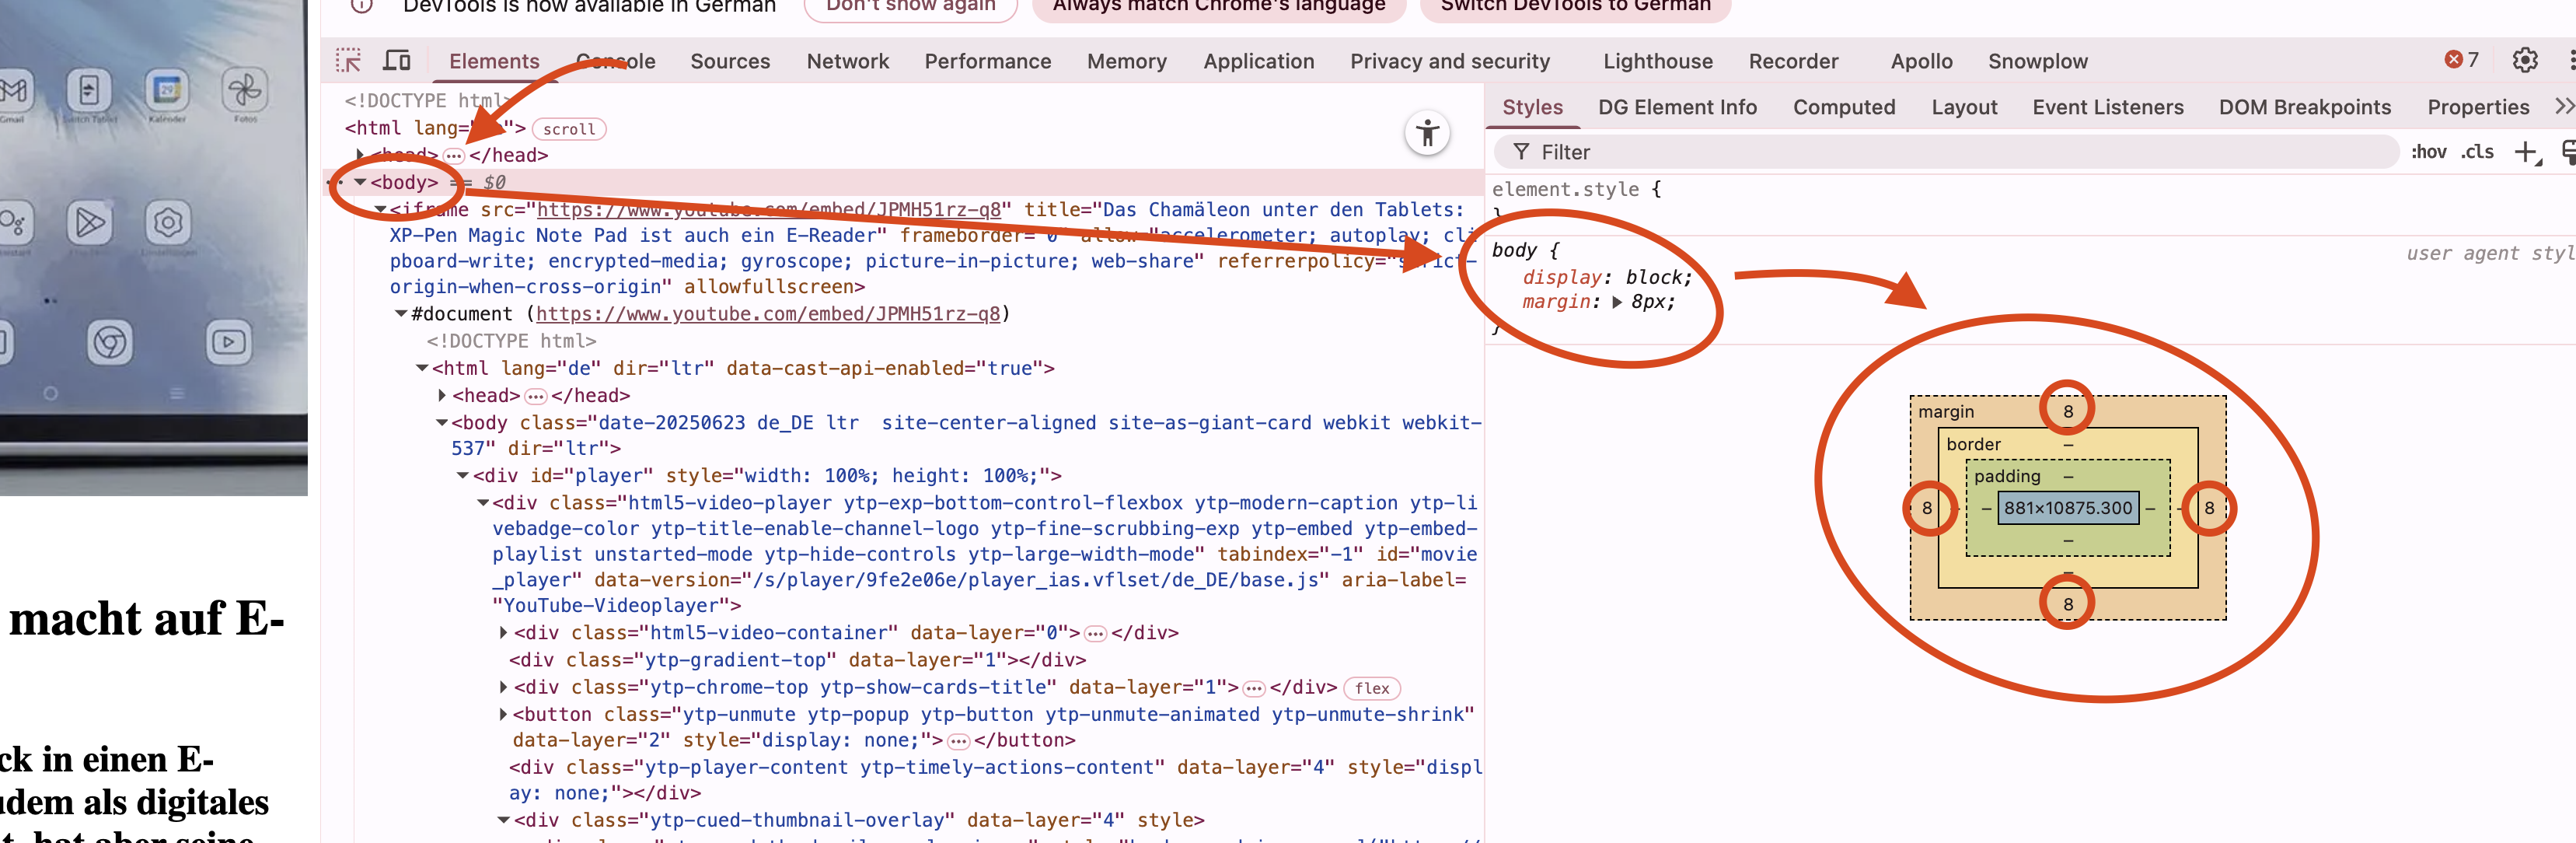 DevTools is now available in German
Don't show again
Always match Chrome's language
Switch DevTools to German
Elements Console Sources Network Performance Memory Application Privacy and security Lighthouse Recorder Apollo Snowplow 7
Gmail Kalender Fotos
<!DOCTYPE html>
<html lang=" "> scroll
<head> ••• </head>
<body> == $0
<iframe src="https://www.youtube.com/embed/JPMH51rz-q8" title="Das Chamäleon unter den Tablets:
XP-Pen Magic Note Pad ist auch ein E-Reader" frameborder="0" allow="accelerometer; autoplay; cli
pboard-write; encrypted-media; gyroscope; picture-in-picture; web-share" referrerpolicy="strict-
origin-when-cross-origin" allowfullscreen>
#document (https://www.youtube.com/embed/JPMH51rz-q8)
<!DOCTYPE html>
<html lang="de" dir="ltr" data-cast-api-enabled="true">
<head> ••• </head>
<body class="date-20250623 de_DE ltr  site-center-aligned site-as-giant-card webkit webkit-
537" dir="ltr">
<div id="player" style="width: 100%; height: 100%;">
<div class="html5-video-player ytp-exp-bottom-control-flexbox ytp-modern-caption ytp-li
vebadge-color ytp-title-enable-channel-logo ytp-fine-scrubbing-exp ytp-embed ytp-embed-
playlist unstarted-mode ytp-hide-controls ytp-large-width-mode" tabindex="-1" id="movie
_player" data-version="/s/player/9fe2e06e/player_ias.vflset/de_DE/base.js" aria-label=
"YouTube-Videoplayer">
<div class="html5-video-container" data-layer="0"> ••• </div>
<div class="ytp-gradient-top" data-layer="1"></div>
<div class="ytp-chrome-top ytp-show-cards-title" data-layer="1"> ••• </div> flex
<button class="ytp-unmute ytp-popup ytp-button ytp-unmute-animated ytp-unmute-shrink"
data-layer="2" style="display: none;"> ••• </button>
<div class="ytp-player-content ytp-timely-actions-content" data-layer="4" style="displ
ay: none;"></div>
<div class="ytp-cued-thumbnail-overlay" data-layer="4" style>
macht auf E-
ck in einen E-
udem als digitales
t, hat aber seine
Styles DG Element Info Computed Layout Event Listeners DOM Breakpoints Properties
Filter :hov .cls
element.style {
}
body { user agent styl
display: block;
margin: 8px;
}
margin 8
border –
padding –
8 – – 881×10875.300 – – 8
–
–
8